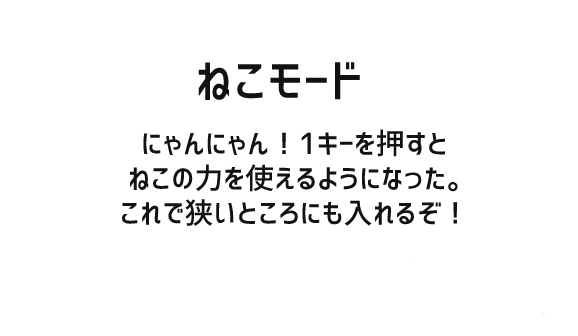 ねこモード
にゃんにゃん！1キーを押すと
ねこの力を使えるようになった。
これで狭いところにも入れるぞ！